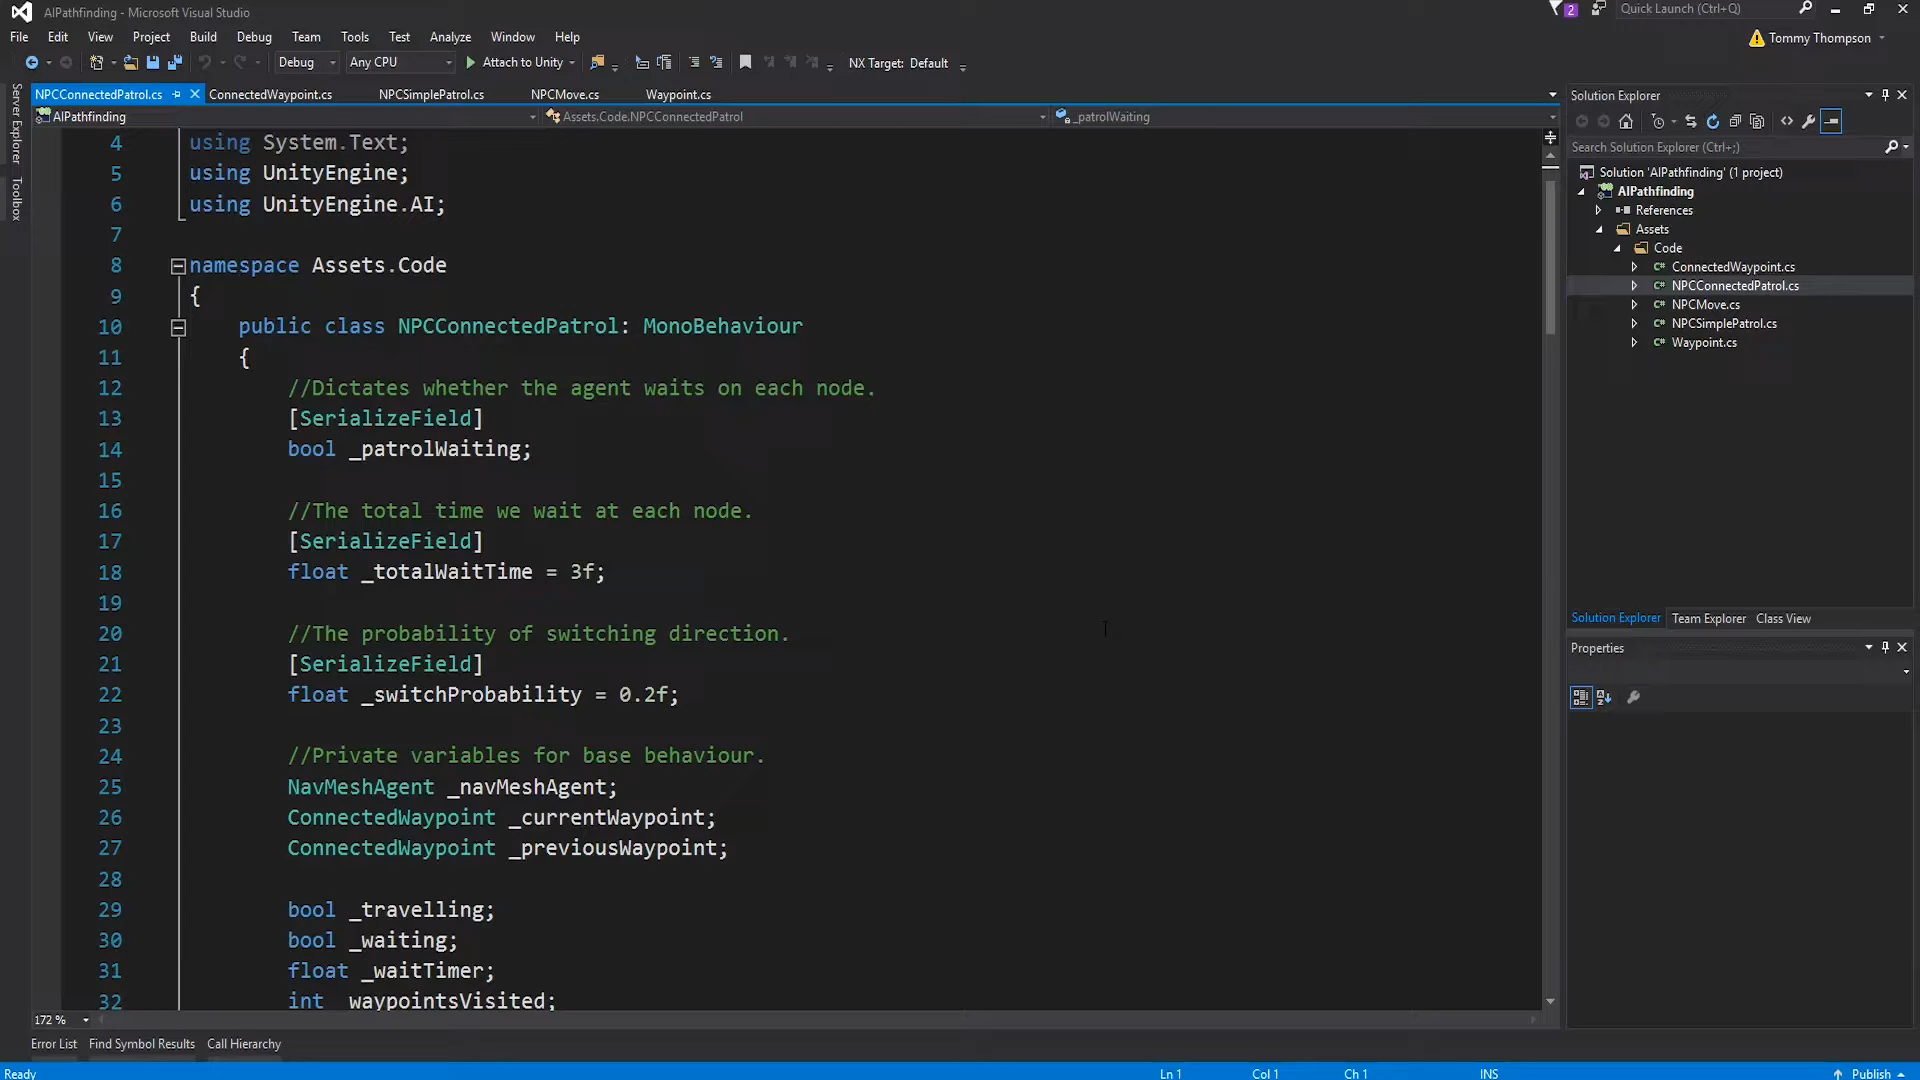 AIPathfinding - Microsoft Visual Studio
2
Quick Launch (Ctrl+Q)
File Edit View Project Build Debug Team Tools Test Analyze Window Help
Tommy Thompson
Debug Any CPU Attach to Unity NX Target: Default
Server Explorer
Toolbox
NPCConnectedPatrol.cs ConnectedWaypoint.cs NPCSimplePatrol.cs NPCMove.cs Waypoint.cs
AIPathfinding Assets.Code.NPCConnectedPatrol _patrolWaiting
4 using System.Text;
5 using UnityEngine;
6 using UnityEngine.AI;
7
8 namespace Assets.Code
9 {
10 public class NPCConnectedPatrol: MonoBehaviour
11 {
12 //Dictates whether the agent waits on each node.
13 [SerializeField]
14 bool _patrolWaiting;
15
16 //The total time we wait at each node.
17 [SerializeField]
18 float _totalWaitTime = 3f;
19
20 //The probability of switching direction.
21 [SerializeField]
22 float _switchProbability = 0.2f;
23
24 //Private variables for base behaviour.
25 NavMeshAgent _navMeshAgent;
26 ConnectedWaypoint _currentWaypoint;
27 ConnectedWaypoint _previousWaypoint;
28
29 bool _travelling;
30 bool _waiting;
31 float _waitTimer;
32 int waypointsVisited;
172 %
Solution Explorer
Search Solution Explorer (Ctrl+;)
Solution 'AIPathfinding' (1 project)
AIPathfinding
References
Assets
Code
C# ConnectedWaypoint.cs
C# NPCConnectedPatrol.cs
C# NPCMove.cs
C# NPCSimplePatrol.cs
C# Waypoint.cs
Solution Explorer Team Explorer Class View
Properties
Error List Find Symbol Results Call Hierarchy
Ready Ln 1 Col 1 Ch 1 INS Publish